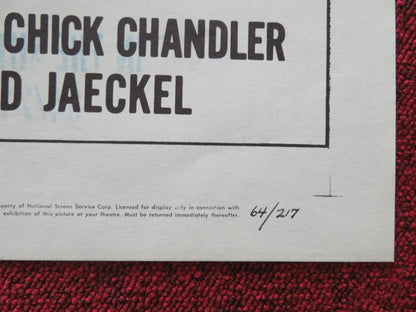 CHICK CHANDLER
D JAECKEL
perty of National Screen Service Corp. Licensed for display only in connection with
exhibition of this picture at your theatre. Must be returned immediately thereafter.
64/217